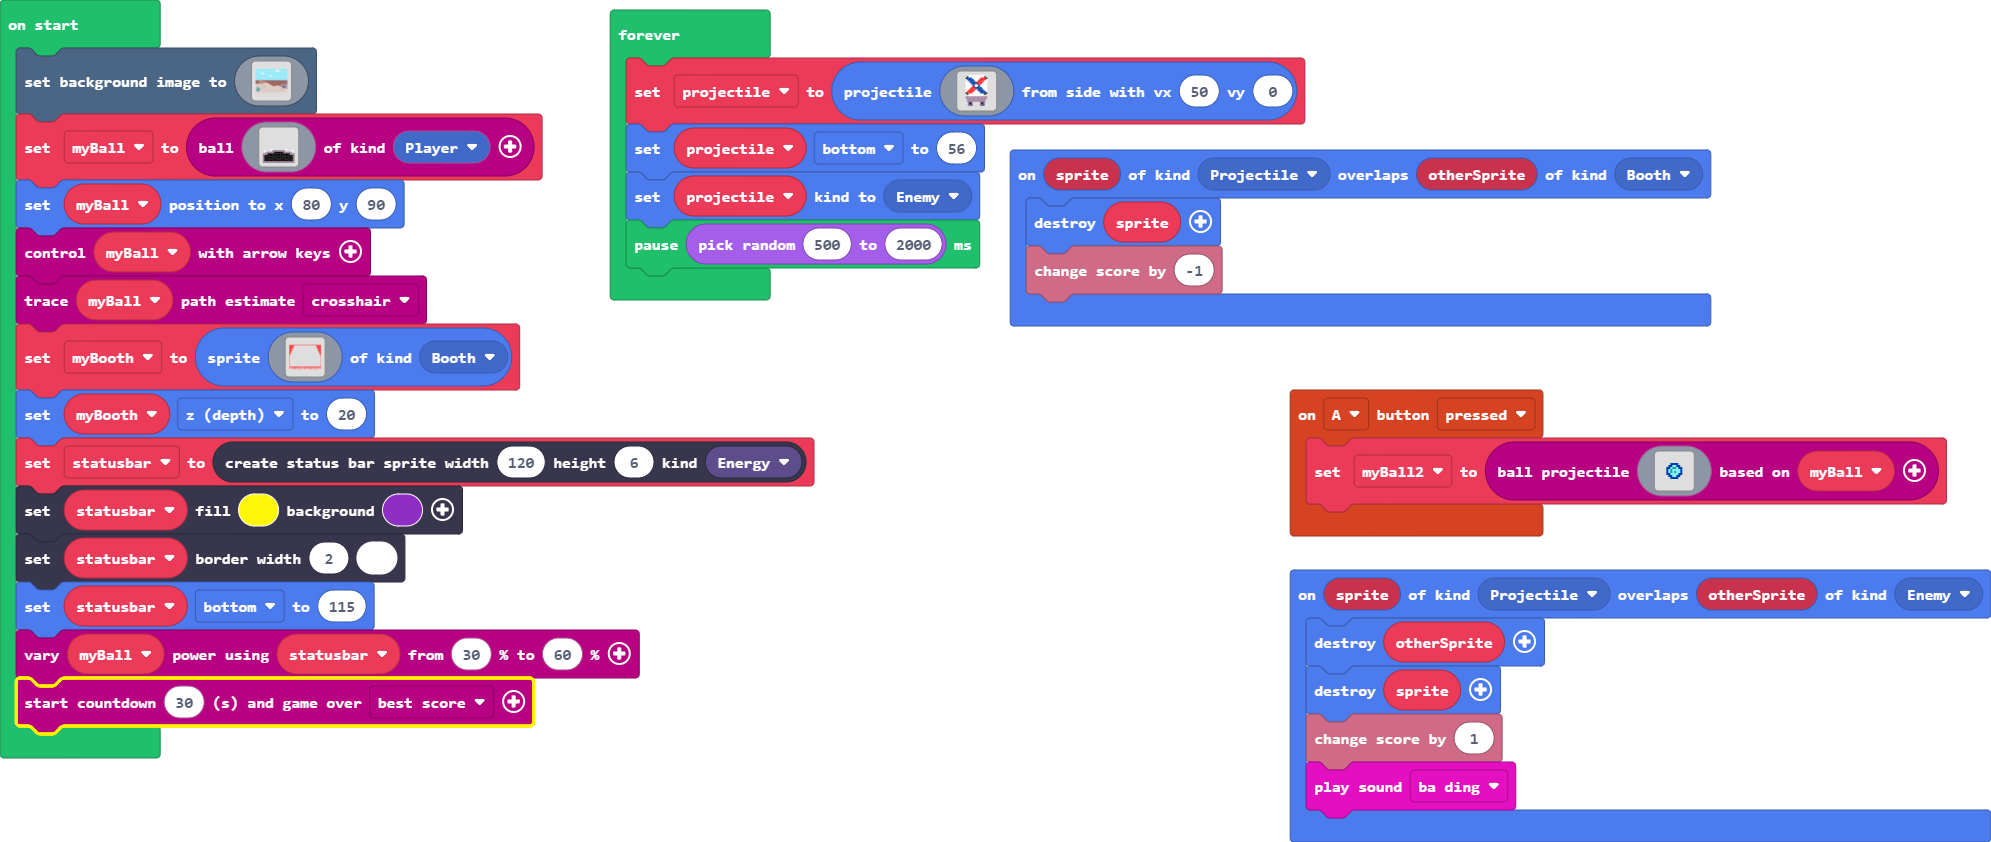 on start
set background image to
set myBall to ball of kind Player
set myBall position to x 80 y 90
control myBall with arrow keys
trace myBall path estimate crosshair
set myBooth to sprite of kind Booth
set myBooth z (depth) to 20
set statusbar to create status bar sprite width 120 height 6 kind Energy
set statusbar fill background
set statusbar border width 2
set statusbar bottom to 115
vary myBall power using statusbar from 30 % to 60 %
start countdown 30 (s) and game over best score
forever
set projectile to projectile from side with vx 50 vy 0
set projectile bottom to 56
set projectile kind to Enemy
pause pick random 500 to 2000 ms
on sprite of kind Projectile overlaps otherSprite of kind Booth
destroy sprite
change score by -1
on A button pressed
set myBall2 to ball projectile based on myBall
on sprite of kind Projectile overlaps otherSprite of kind Enemy
destroy otherSprite
destroy sprite
change score by 1
play sound ba ding